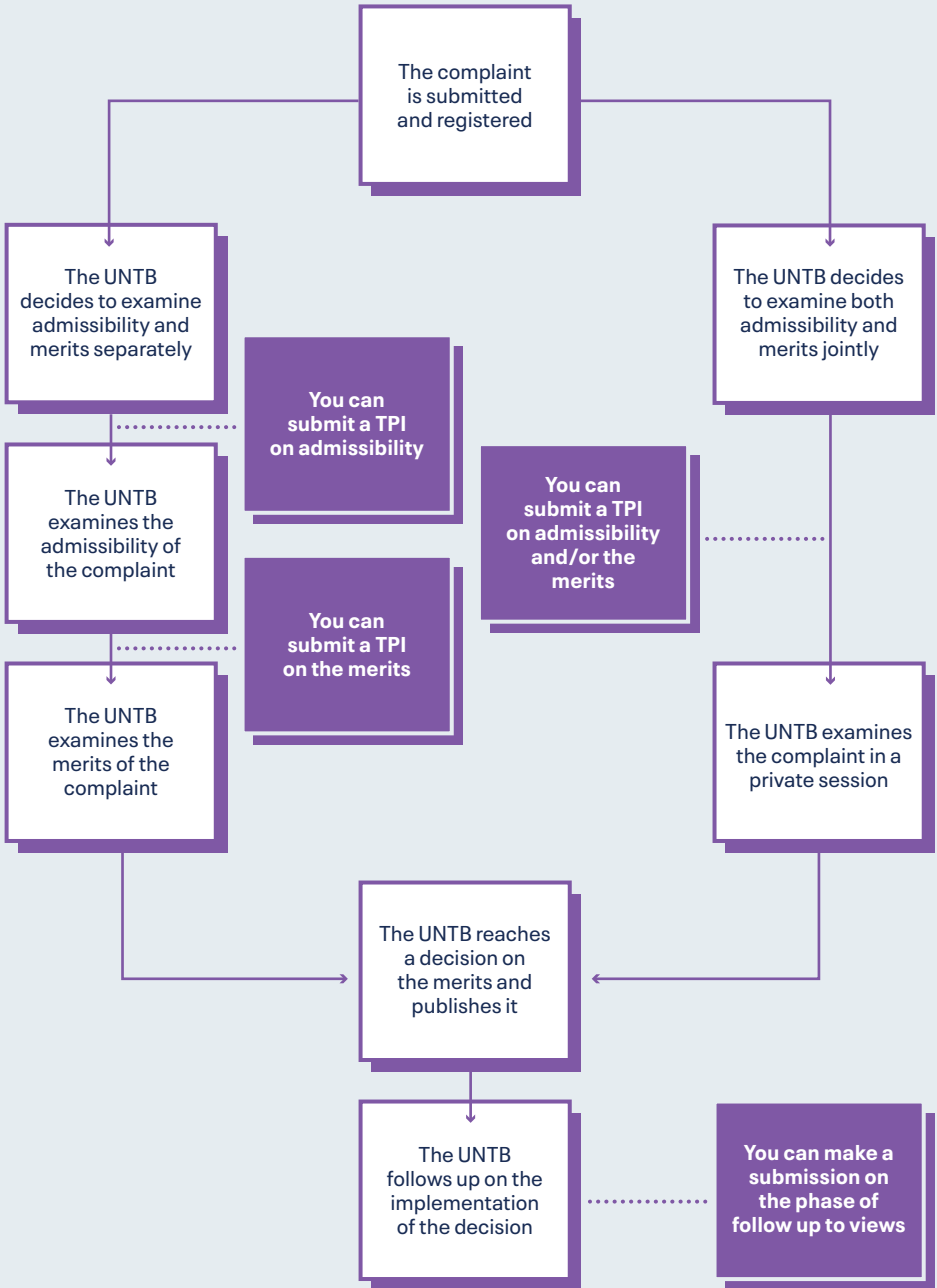 The complaint
is submitted
and registered
The UNTB
decides to examine
admissibility and
merits separately
The UNTB decides
to examine both
admissibility and
merits jointly
You can
submit a TPI
on admissibility
The UNTB
examines the
admissibility of
the complaint
You can
submit a TPI
on admissibility
and/or the
merits
You can
submit a TPI
on the merits
The UNTB
examines the
merits of the
complaint
The UNTB examines
the complaint in a
private session
The UNTB reaches
a decision on
the merits and
publishes it
The UNTB
follows up on the
implementation
of the decision
You can make a
submission on
the phase of
follow up to views